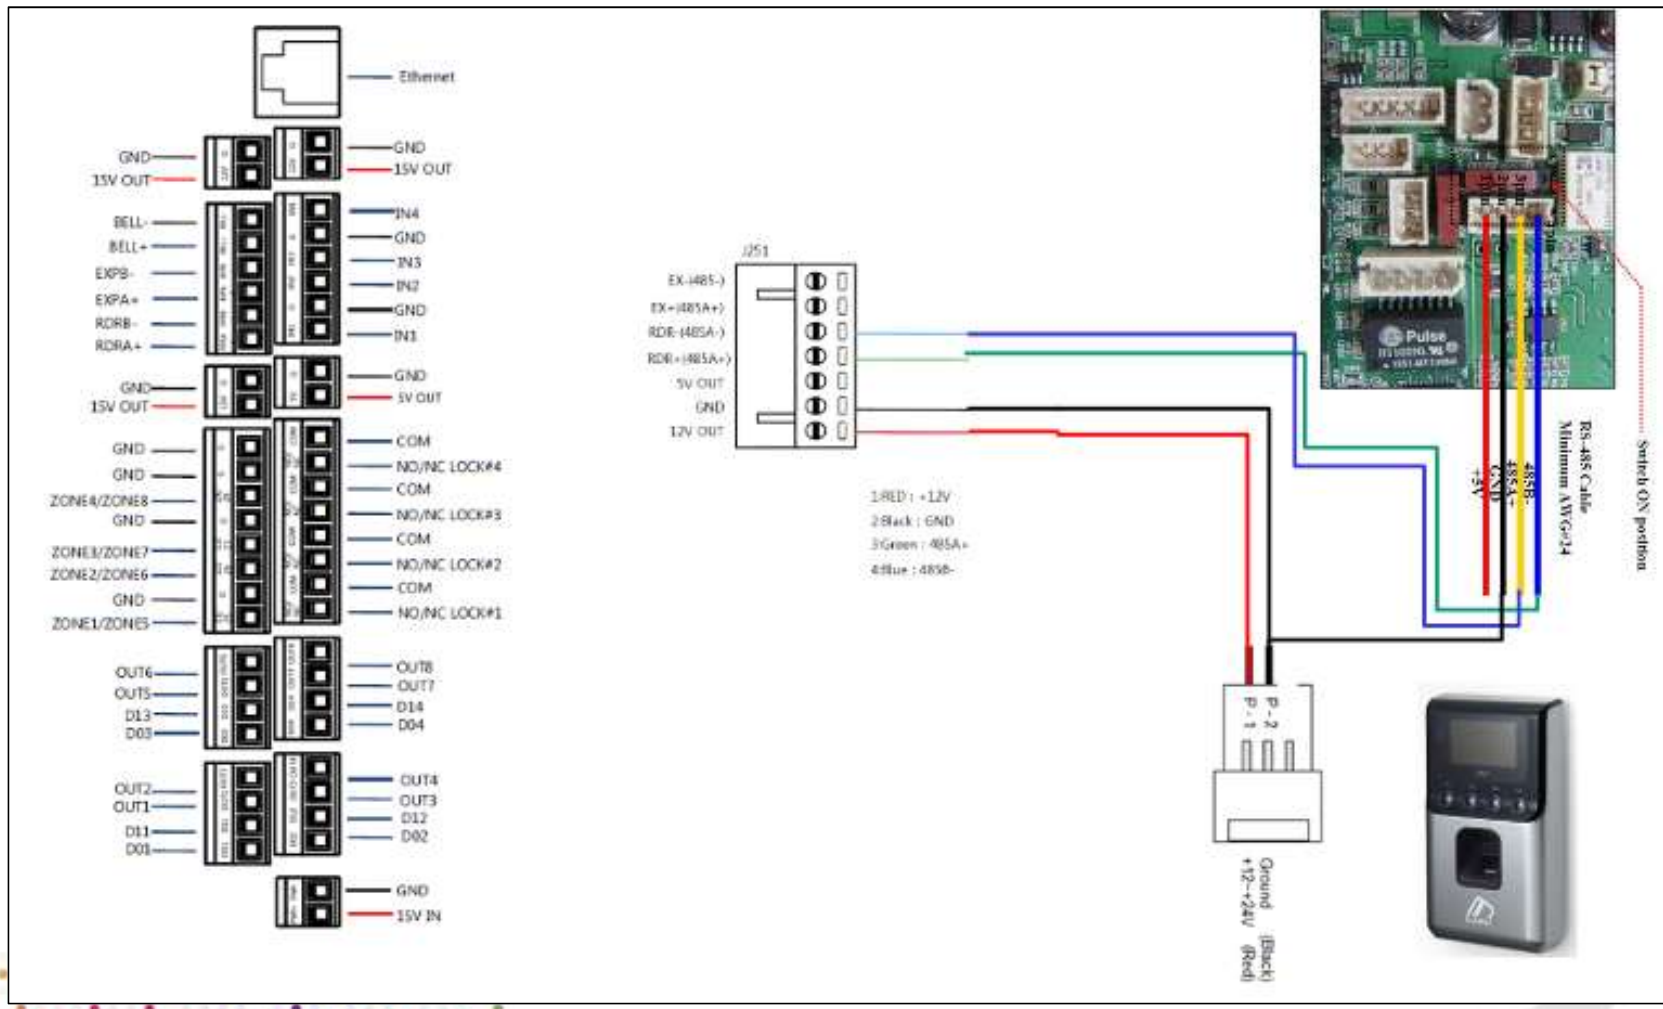 Ethernet
GND
15V OUT
BELL-
BELL+
EXPB-
EXPA+
RDRB-
RDRA+
GND
15V OUT
GND
GND
ZONE4/ZONE8
GND
ZONE3/ZONE7
ZONE2/ZONE6
GND
ZONE1/ZONE5
OUT6
OUT5
D13
D03
OUT2
OUT1
D11
D01
GND
15V OUT
IN4
GND
IN3
IN2
GND
IN1
GND
5V OUT
COM
NO/NC LOCK#4
COM
NO/NC LOCK#3
COM
NO/NC LOCK#2
COM
NO/NC LOCK#1
OUT8
OUT7
D14
D04
OUT4
OUT3
D12
D02
GND
15V IN
J251
EX-(485-)
EX+(485A+)
RDR-(485A-)
RDR+(485A+)
5V OUT
GND
12V OUT
1:RED : +12V
2:Black : GND
3:Green : 485A+
4:Blue : 485B-
1pin
2pin
3pin
4pin
Pulse
485B-
485A+
GND
+5V
RS-485 Cable
Minimum AWG#24
Switch ON position
P - 1
P - 2
Ground (Black)
+12~+24V (Red)